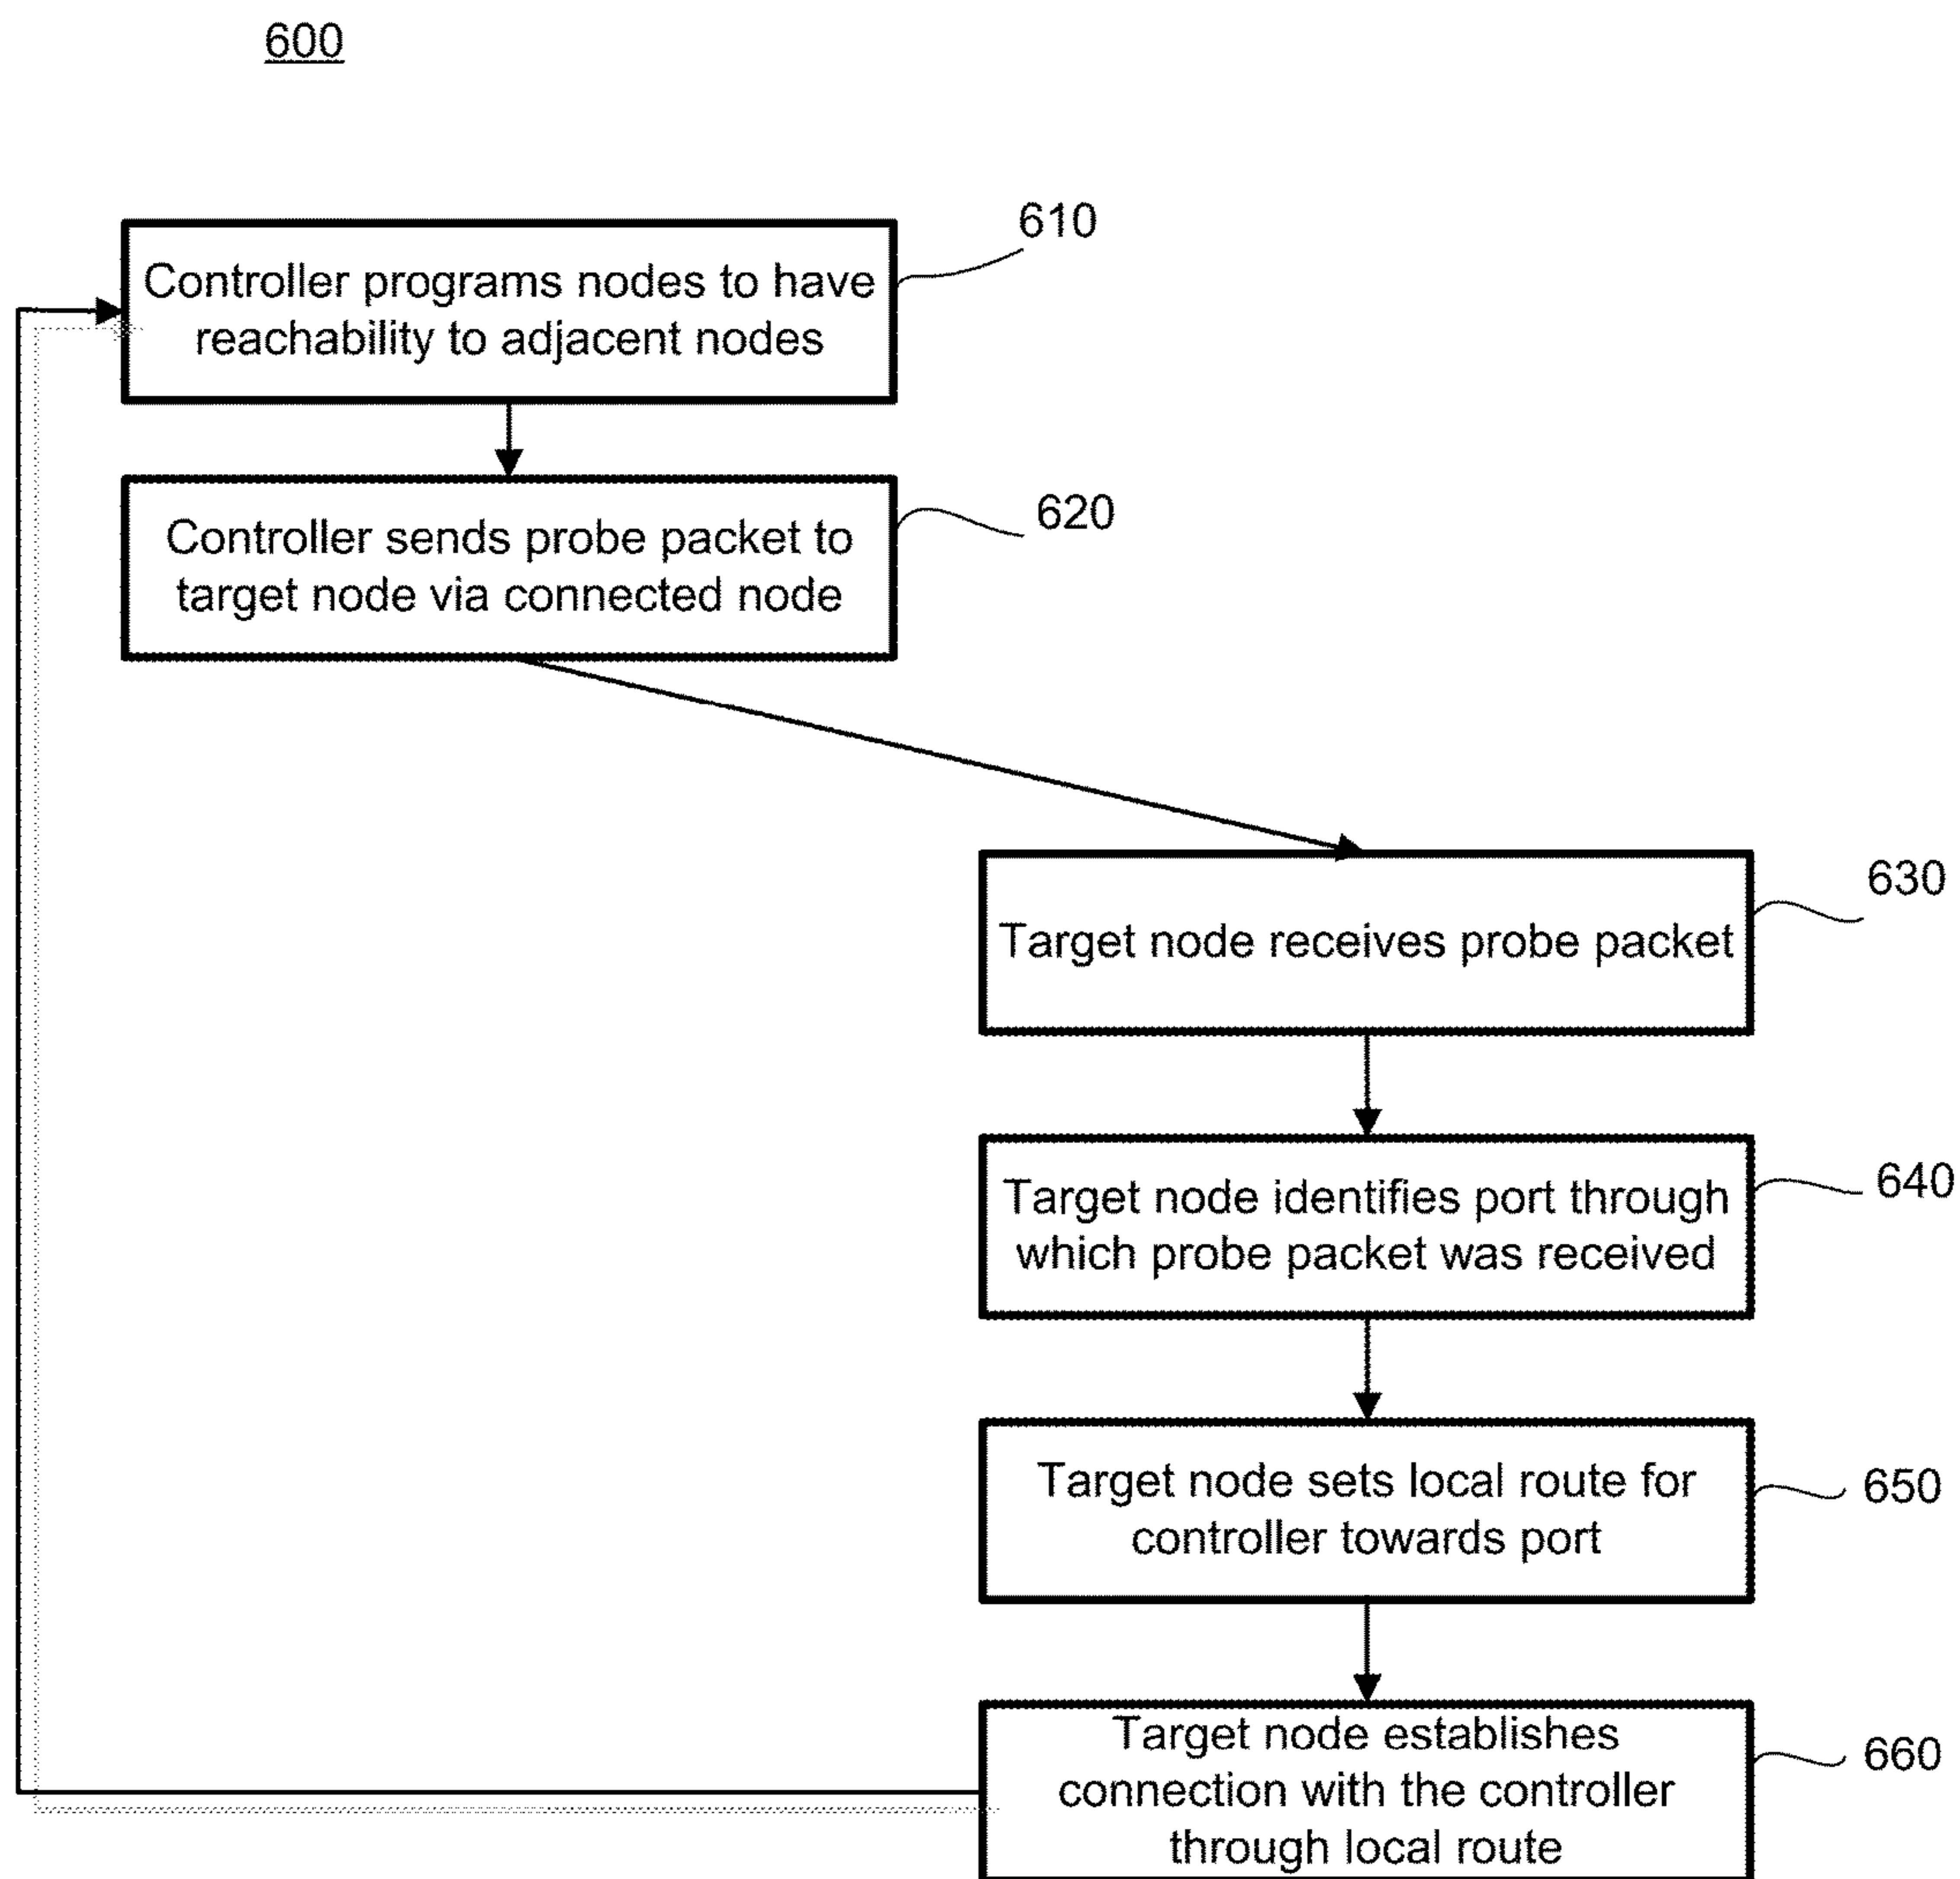 600
610
Controller programs nodes to have
reachability to adjacent nodes
620
Controller sends probe packet to
target node via connected node
630
Target node receives probe packet
640
Target node identifies port through
which probe packet was received
650
Target node sets local route for
controller towards port
660
Target node establishes
connection with the controller
through local route